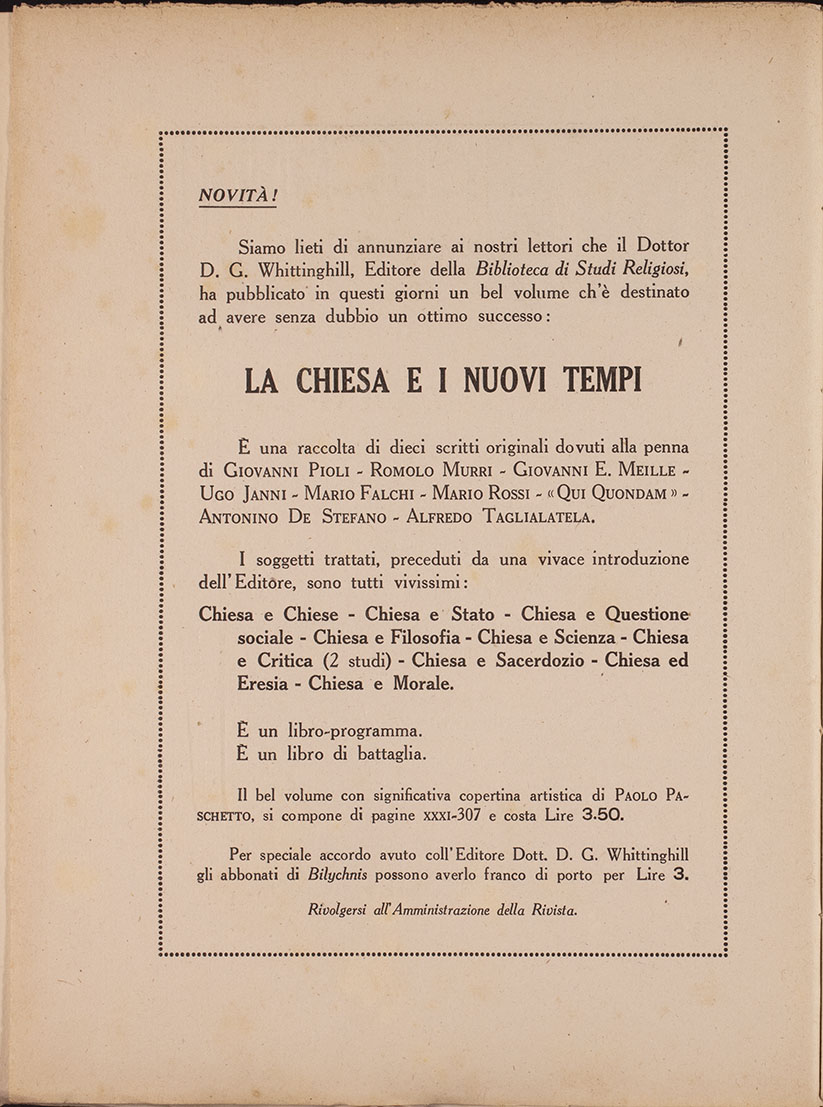 NOVITÀ!
Siamo lieti di annunziare ai nostri lettori che il Dottor
D. G. Whittinghill, Editore della Biblioteca di Studi Religiosi,
ha pubblicato in questi giorni un bel volume ch'è destinato
ad avere senza dubbio un ottimo successo:
LA CHIESA E I NUOVI TEMPI
È una raccolta di dieci scritti originali dovuti alla penna
di GIOVANNI PIOLI - ROMOLO MURRI - GIOVANNI E. MEILLE -
UGO JANNI - MARIO FALCHI - MARIO ROSSI - «QUI QUONDAM» -
ANTONINO DE STEFANO - ALFREDO TAGLIALATELA.
I soggetti trattati, preceduti da una vivace introduzione
dell'Editore, sono tutti vivissimi:
Chiesa e Chiese - Chiesa e Stato - Chiesa e Questione
sociale - Chiesa e Filosofia - Chiesa e Scienza - Chiesa
e Critica (2 studi) - Chiesa e Sacerdozio - Chiesa ed
Eresia - Chiesa e Morale.
È un libro-programma.
È un libro di battaglia.
Il bel volume con significativa copertina artistica di PAOLO PA-
SCHETTO, si compone di pagine XXXI-307 e costa Lire 3.50.
Per speciale accordo avuto coll'Editore Dott. D. G. Whittinghill
gli abbonati di Bilychnis possono averlo franco di porto per Lire 3.
Rivolgersi all'Amministrazione della Rivista.